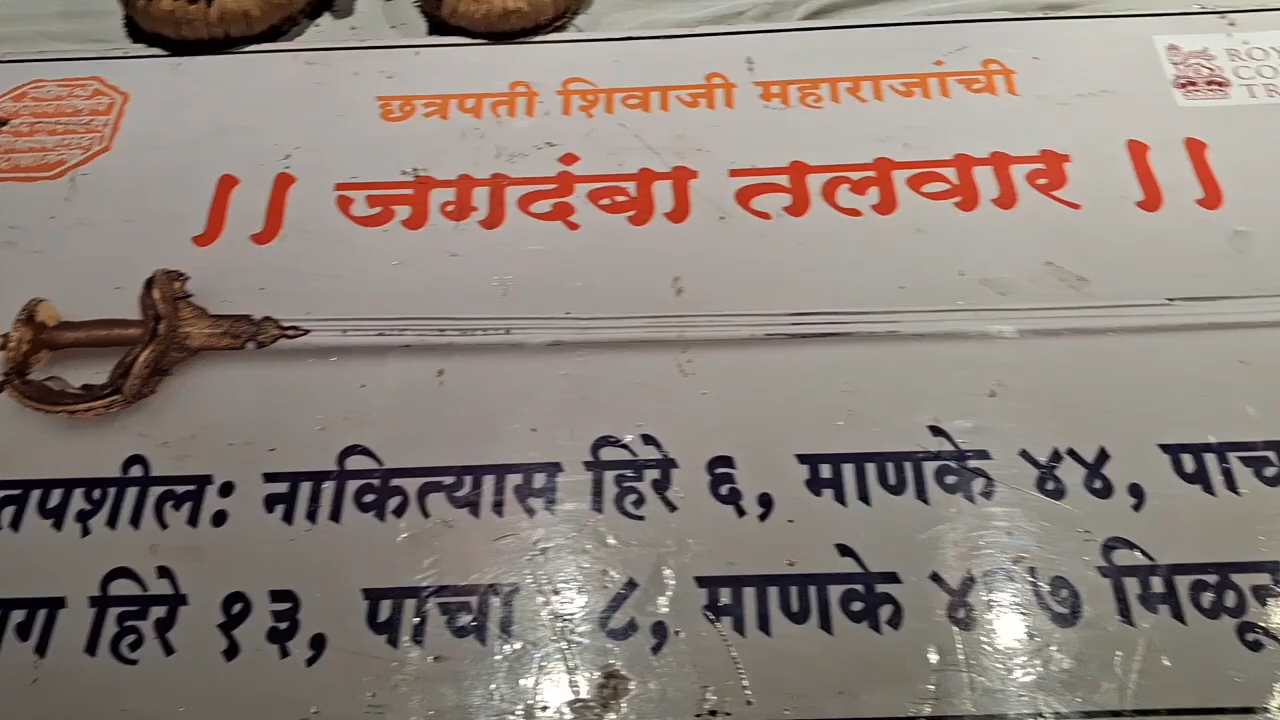 छत्रपती शिवाजी महाराजांची
।। जगदंबा तलवार ।।
तपशील: नाकित्यास हिरे ६, माणके ४४,
हिरे १३, पाचा ८, माणके